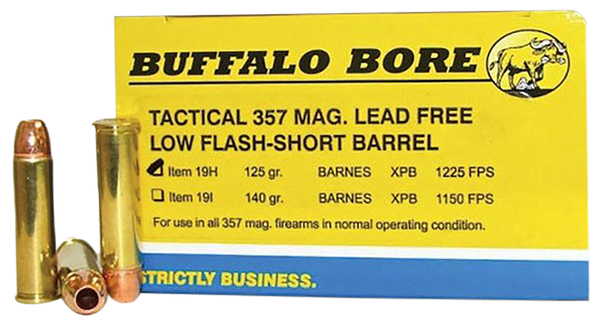 BUFFALO BORE
TACTICAL 357 MAG. LEAD FREE
LOW FLASH-SHORT BARREL
Item 19H 125 gr. BARNES XPB 1225 FPS
Item 19I 140 gr. BARNES XPB 1150 FPS
For use in all 357 mag. firearms in normal operating condition.
STRICTLY BUSINESS.